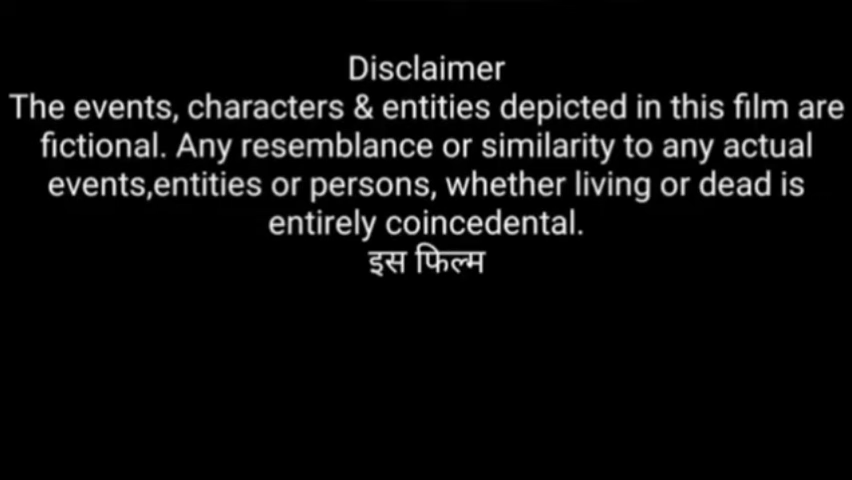 Disclaimer
The events, characters & entities depicted in this film are
fictional. Any resemblance or similarity to any actual
events,entities or persons, whether living or dead is
entirely coincedental.
इस फिल्म